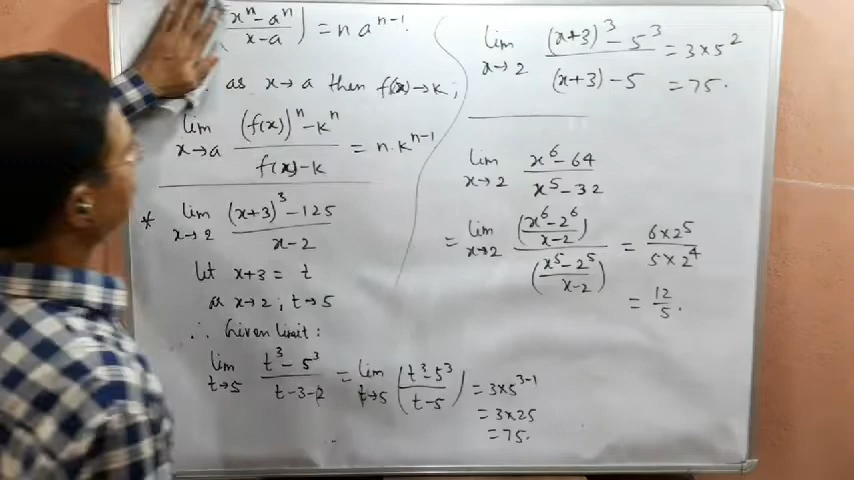 (xⁿ - aⁿ)/(x - a)) = n aⁿ⁻¹.
as x→a then f(x)→k;
lim x→a ((f(x))ⁿ - kⁿ)/(f(x) - k) = n.kⁿ⁻¹
* lim x→2 ((x+3)³ - 125)/(x-2)
Let x+3 = t
as x→2; t→5
∴ Given limit:
lim t→5 (t³ - 5³)/(t-3-2) = lim t→5 ((t³ - 5³)/(t-5)) = 3×5³⁻¹
= 3×25
= 75.
lim x→2 ((x+3)³ - 5³)/((x+3) - 5) = 3×5²
= 75.
lim x→2 (x⁶ - 64)/(x⁵ - 32)
= lim x→2 ((x⁶ - 2⁶)/(x-2))/((x⁵ - 2⁵)/(x-2)) = (6×2⁵)/(5×2⁴)
= 12/5.